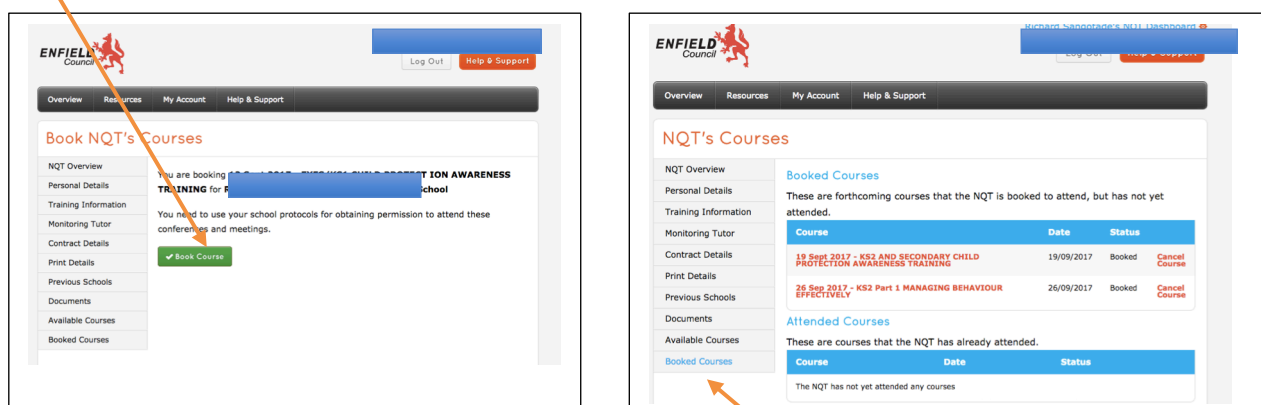 ENFIELD
Council
Log Out
Help & Support
Overview Resources My Account Help & Support
Book NQT's Courses
NQT Overview
Personal Details
Training Information
Monitoring Tutor
Contract Details
Print Details
Previous Schools
Documents
Available Courses
Booked Courses
You are booking ION AWARENESS
TRAINING for School
You need to use your school protocols for obtaining permission to attend these
conferences and meetings.
✔ Book Course
NQT Dashboard
ENFIELD
Council
Log Out
Overview Resources My Account Help & Support
NQT's Courses
NQT Overview
Personal Details
Training Information
Monitoring Tutor
Contract Details
Print Details
Previous Schools
Documents
Available Courses
Booked Courses
Booked Courses
These are forthcoming courses that the NQT is booked to attend, but has not yet
attended.
Course Date Status
19 Sept 2017 - KS2 AND SECONDARY CHILD
PROTECTION AWARENESS TRAINING
19/09/2017 Booked Cancel
Course
26 Sep 2017 - KS2 Part 1 MANAGING BEHAVIOUR
EFFECTIVELY
26/09/2017 Booked Cancel
Course
Attended Courses
These are courses that the NQT has already attended.
Course Date Status
The NQT has not yet attended any courses